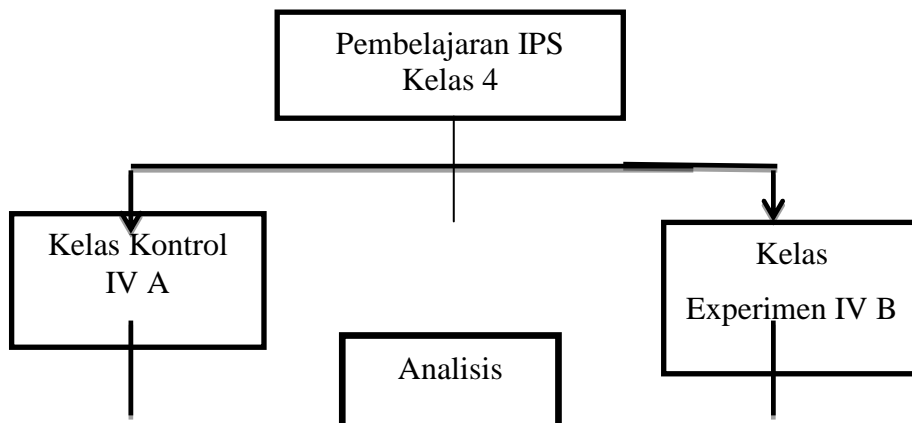 Pembelajaran IPS
Kelas 4
Kelas Kontrol
IV A
Kelas
Experimen IV B
Analisis